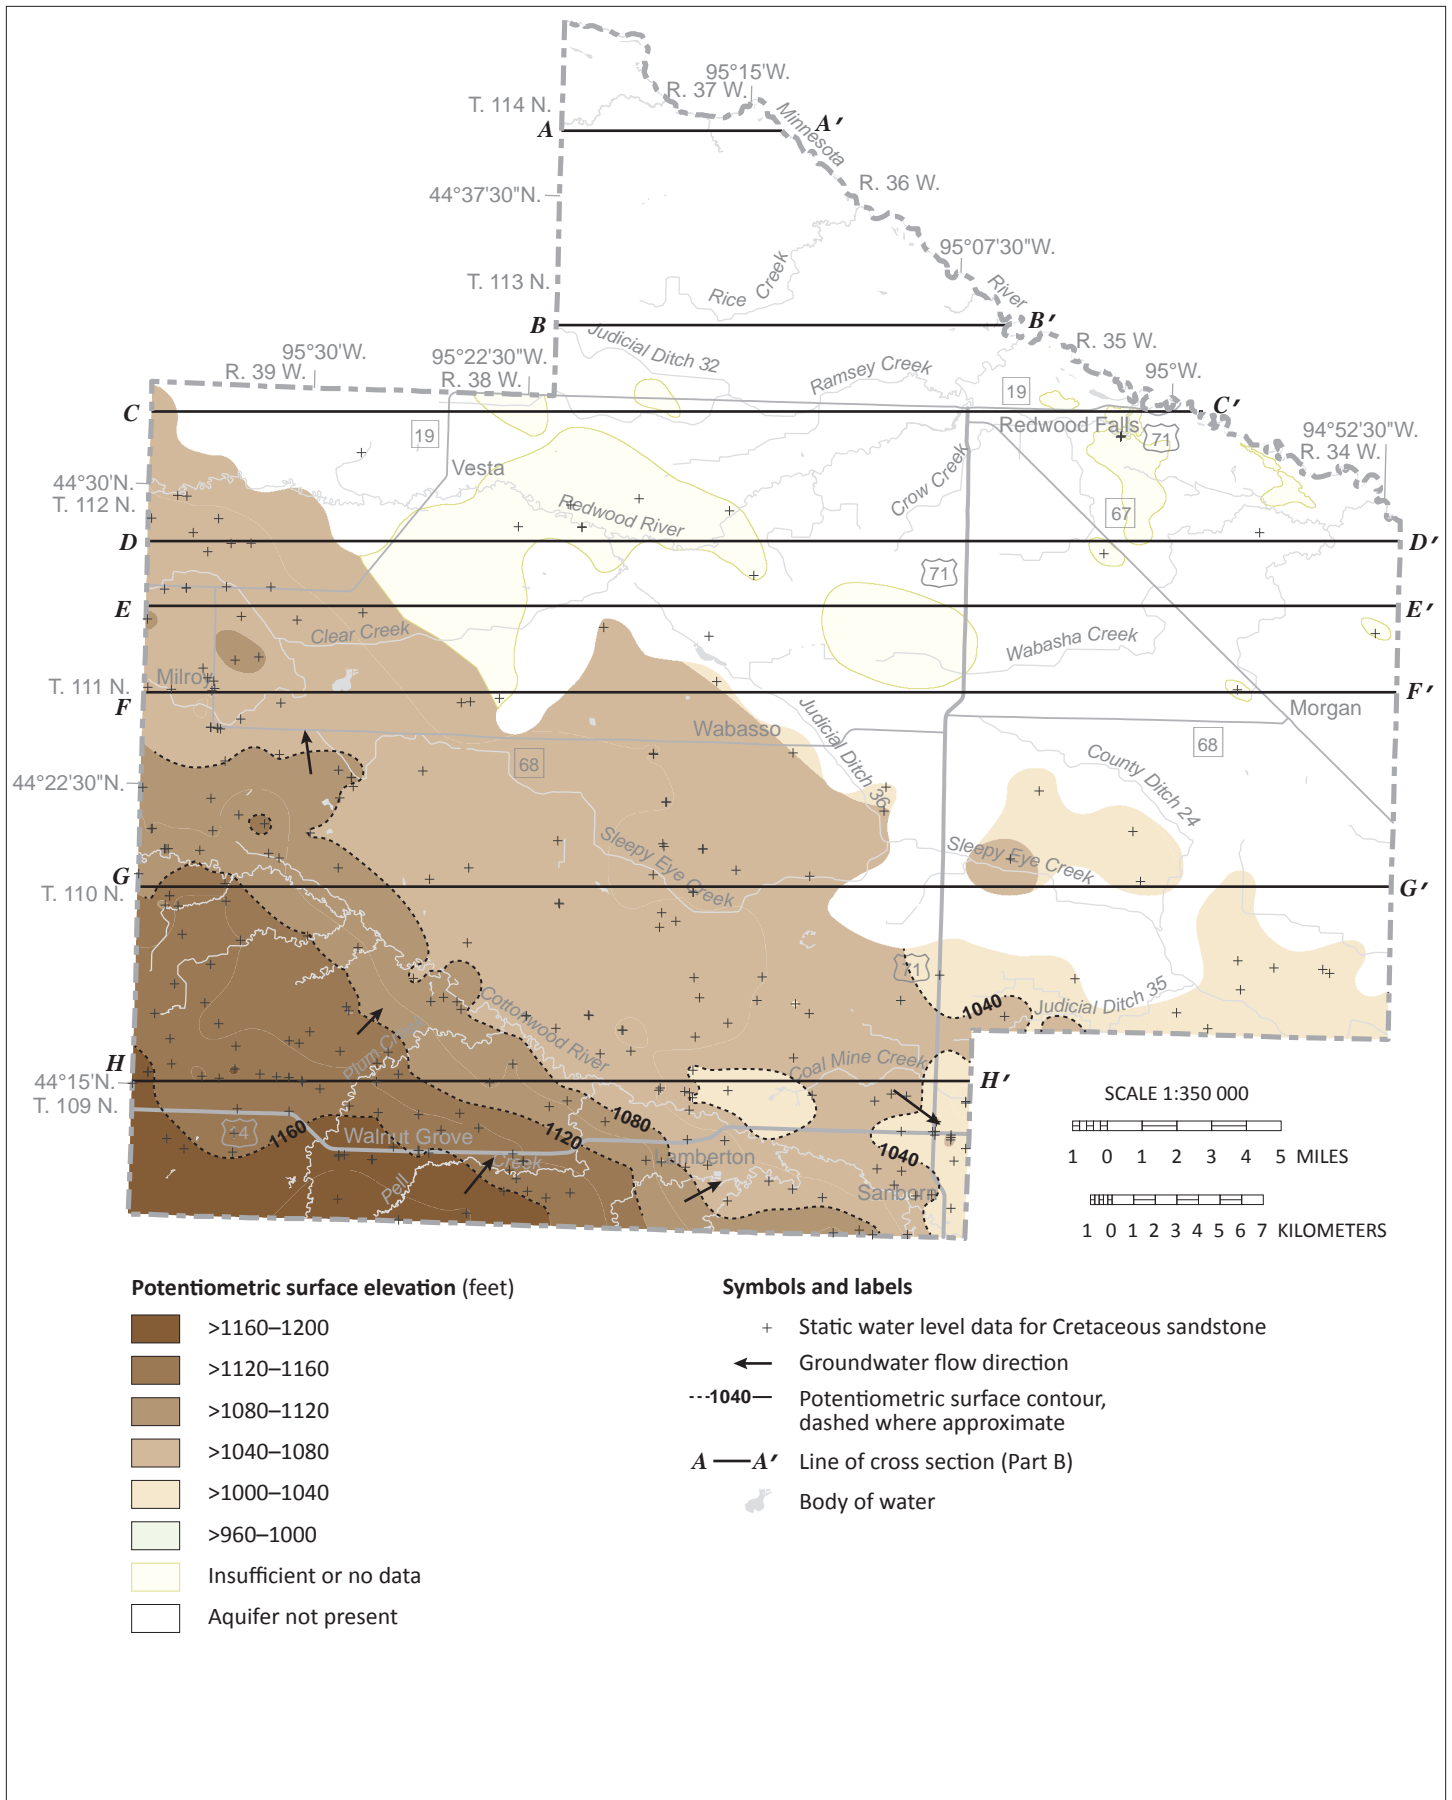 95°15'W.
R. 37 W.
T. 114 N.
A
A′
Minnesota
R. 36 W.
44°37'30"N.
95°07'30"W.
Creek
T. 113 N.
Rice
River
B
B′
Judicial Ditch 32
R. 35 W.
95°30'W.
95°22'30"W.
R. 39 W.
R. 38 W.
Ramsey Creek
95°W.
19
C
C′
19
Redwood Falls
71
94°52'30"W.
R. 34 W.
Vesta
44°30'N.
T. 112 N.
Crow Creek
Redwood River
67
D
D′
71
E
E′
Clear Creek
Wabasha Creek
Milroy
T. 111 N.
F
F′
Morgan
Wabasso
Judicial Ditch 36
68
68
County Ditch 24
44°22'30"N.
Sleepy Eye Creek
Sleepy Eye Creek
G
G′
T. 110 N.
71
Cottonwood River
1040
Judicial Ditch 35
Plum Creek
Coal Mine Creek
H
H′
44°15'N.
T. 109 N.
SCALE 1:350 000
1 0 1 2 3 4 5 MILES
1 0 1 2 3 4 5 6 7 KILOMETERS
14
1160
Walnut Grove
1120
1080
Lamberton
1040
Creek
Pell
Sanborn
Potentiometric surface elevation (feet)
>1160–1200
>1120–1160
>1080–1120
>1040–1080
>1000–1040
>960–1000
Insufficient or no data
Aquifer not present
Symbols and labels
Static water level data for Cretaceous sandstone
Groundwater flow direction
1040 Potentiometric surface contour,
dashed where approximate
A A′ Line of cross section (Part B)
Body of water